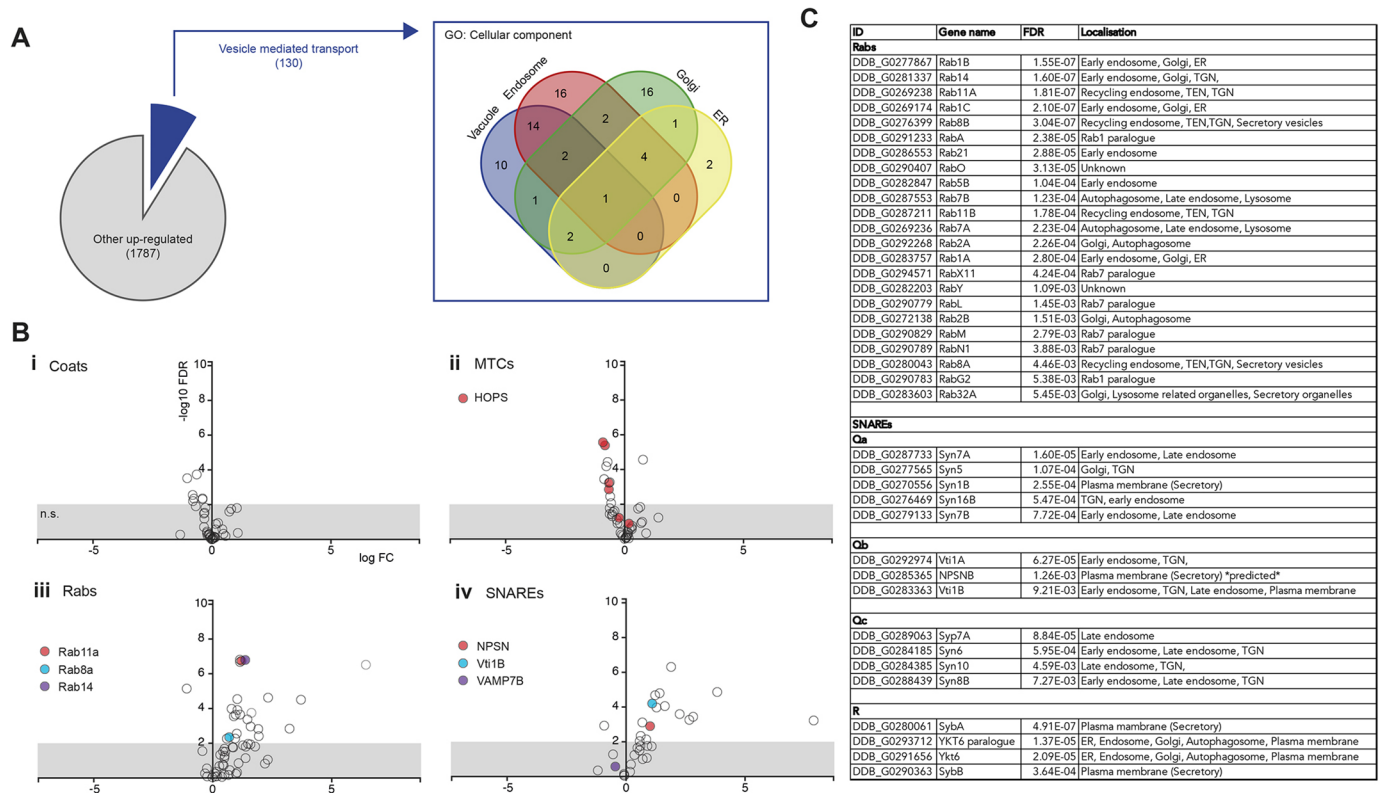 A
Vesicle mediated transport
(130)
Other up-regulated
(1787)
GO: Cellular component
Vacuole
Endosome
Golgi
ER
16
16
14
2
1
10
2
4
2
1
1
0
2
0
0
B
i Coats
-log10 FDR
10
8
6
4
n.s.
-5
0
5
log FC
ii MTCs
HOPS
10
8
6
4
2
-5
0
5
iii Rabs
Rab11a
Rab8a
Rab14
10
8
6
4
2
-5
0
5
iv SNAREs
NPSN
Vti1B
VAMP7B
10
8
6
4
2
-5
0
5
C
ID Gene name FDR Localisation
Rabs
DDB_G0277867 Rab1B 1.55E-07 Early endosome, Golgi, ER
DDB_G0281337 Rab14 1.60E-07 Early endosome, Golgi, TGN,
DDB_G0269238 Rab11A 1.81E-07 Recycling endosome, TEN, TGN
DDB_G0269174 Rab1C 2.10E-07 Early endosome, Golgi, ER
DDB_G0276399 Rab8B 3.04E-07 Recycling endosome, TEN,TGN, Secretory vesicles
DDB_G0291233 RabA 2.38E-05 Rab1 paralogue
DDB_G0286553 Rab21 2.88E-05 Early endosome
DDB_G0290407 RabO 3.13E-05 Unknown
DDB_G0282847 Rab5B 1.04E-04 Early endosome
DDB_G0287553 Rab7B 1.23E-04 Autophagosome, Late endosome, Lysosome
DDB_G0287211 Rab11B 1.78E-04 Recycling endosome, TEN, TGN
DDB_G0269236 Rab7A 2.23E-04 Autophagosome, Late endosome, Lysosome
DDB_G0292268 Rab2A 2.26E-04 Golgi, Autophagosome
DDB_G0283757 Rab1A 2.80E-04 Early endosome, Golgi, ER
DDB_G0294571 RabX11 4.24E-04 Rab7 paralogue
DDB_G0282203 RabY 1.09E-03 Unknown
DDB_G0290779 RabL 1.45E-03 Rab7 paralogue
DDB_G0272138 Rab2B 1.51E-03 Golgi, Autophagosome
DDB_G0290829 RabM 2.79E-03 Rab7 paralogue
DDB_G0290789 RabN1 3.88E-03 Rab7 paralogue
DDB_G0280043 Rab8A 4.46E-03 Recycling endosome, TEN,TGN, Secretory vesicles
DDB_G0290783 RabG2 5.38E-03 Rab1 paralogue
DDB_G0283603 Rab32A 5.45E-03 Golgi, Lysosome related organelles, Secretory organelles
SNAREs
Qa
DDB_G0287733 Syn7A 1.60E-05 Early endosome, Late endosome
DDB_G0277565 Syn5 1.07E-04 Golgi, TGN
DDB_G0270556 Syn1B 2.55E-04 Plasma membrane (Secretory)
DDB_G0276469 Syn16B 5.47E-04 TGN, early endosome
DDB_G0279133 Syn7B 7.72E-04 Early endosome, Late endosome
Qb
DDB_G0292974 Vti1A 6.27E-05 Early endosome, TGN,
DDB_G0285365 NPSNB 1.26E-03 Plasma membrane (Secretory) *predicted*
DDB_G0283363 Vti1B 9.21E-03 Early endosome, TGN, Late endosome, Plasma membrane
Qc
DDB_G0289063 Syp7A 8.84E-05 Late endosome
DDB_G0284185 Syn6 5.95E-04 Early endosome, Late endosome, TGN
DDB_G0284385 Syn10 4.59E-03 Late endosome, TGN,
DDB_G0288439 Syn8B 7.27E-03 Early endosome, Late endosome, TGN
R
DDB_G0280061 SybA 4.91E-07 Plasma mambrane (Secretory)
DDB_G0293712 YKT6 paralogue 1.37E-05 ER, Endosome, Golgi, Autophagosome, Plasma membrane
DDB_G0291656 Ykt6 2.09E-05 ER, Endosome, Golgi, Autophagosome, Plasma membrane
DDB_G0290363 SybB 3.64E-04 Plasma mambrane (Secretory)